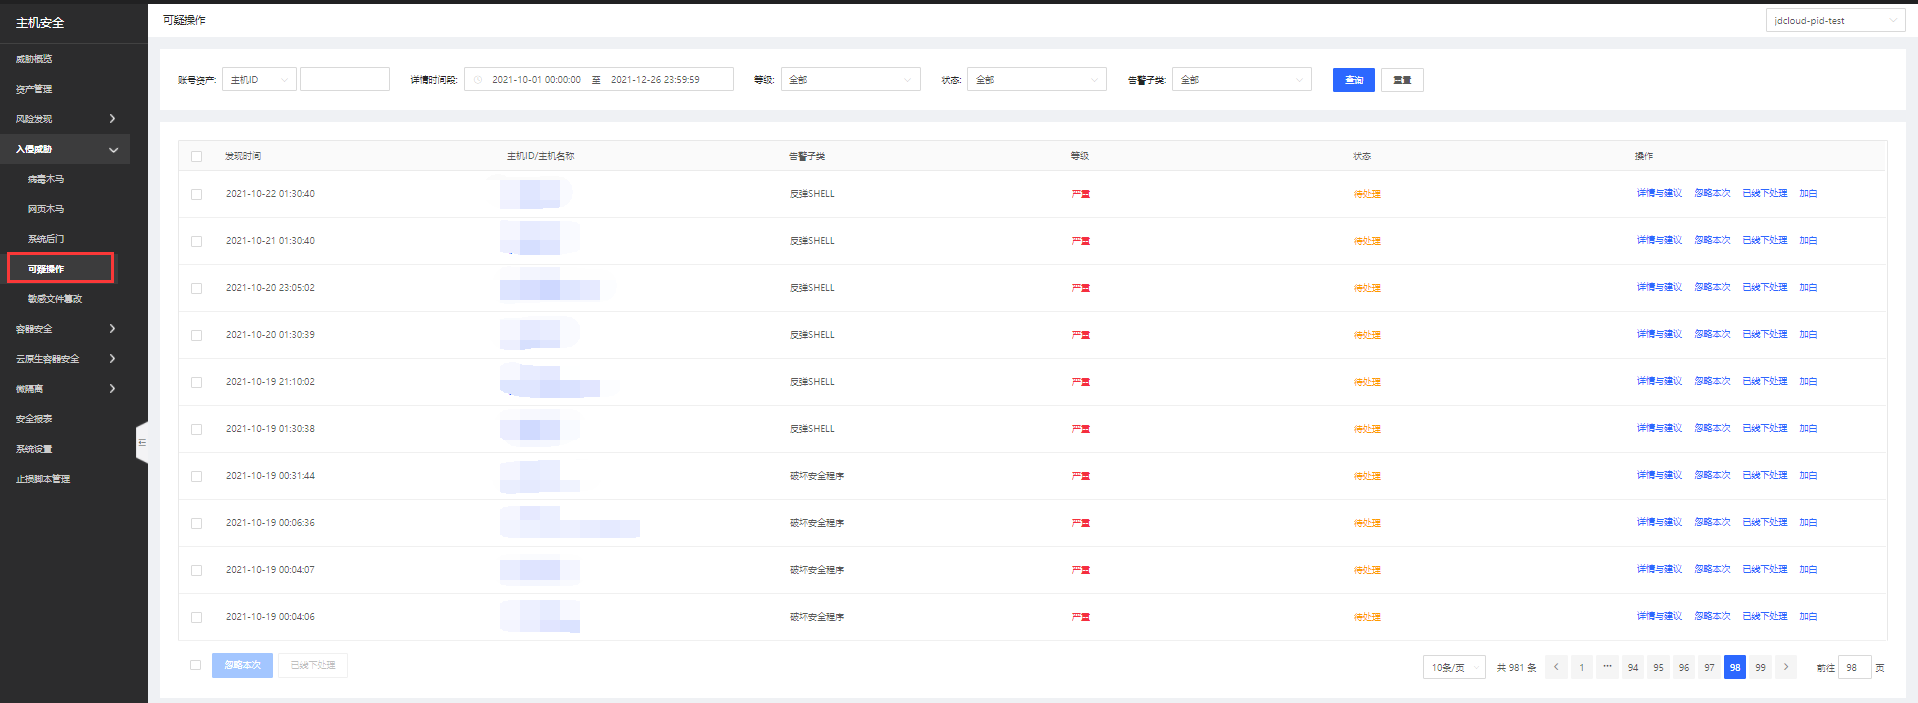 主机安全
可疑操作
jdcloud-pid-test
威胁概览
资产管理
风险发现
入侵威胁
病毒木马
网页木马
系统后门
可疑操作
敏感文件篡改
容器安全
云原生容器安全
微隔离
安全报表
系统设置
止损脚本管理
账号资产: 主机ID 详情时间段: 2021-10-01 00:00:00 至 2021-12-26 23:59:59 等级: 全部 状态: 全部 告警子类: 全部 查询 重置
发现时间 主机ID/主机名称 告警子类 等级 状态 操作
2021-10-22 01:30:40 反弹SHELL 严重 待处理 详情与建议 忽略本次 已线下处理 加白
2021-10-21 01:30:40 反弹SHELL 严重 待处理 详情与建议 忽略本次 已线下处理 加白
2021-10-20 23:05:02 反弹SHELL 严重 待处理 详情与建议 忽略本次 已线下处理 加白
2021-10-20 01:30:39 反弹SHELL 严重 待处理 详情与建议 忽略本次 已线下处理 加白
2021-10-19 21:10:02 反弹SHELL 严重 待处理 详情与建议 忽略本次 已线下处理 加白
2021-10-19 01:30:38 反弹SHELL 严重 待处理 详情与建议 忽略本次 已线下处理 加白
2021-10-19 00:31:44 破坏安全程序 严重 待处理 详情与建议 忽略本次 已线下处理 加白
2021-10-19 00:06:36 破坏安全程序 严重 待处理 详情与建议 忽略本次 已线下处理 加白
2021-10-19 00:04:07 破坏安全程序 严重 待处理 详情与建议 忽略本次 已线下处理 加白
2021-10-19 00:04:06 破坏安全程序 严重 待处理 详情与建议 忽略本次 已线下处理 加白
忽略本次 已线下处理 10条/页 共 981 条 1 ··· 94 95 96 97 98 99 前往 98 页